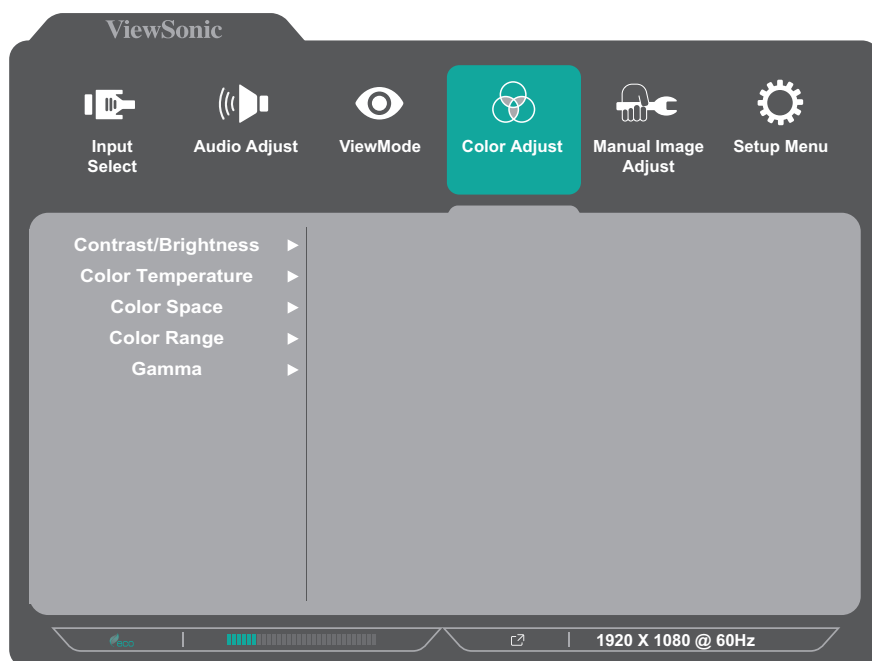 ViewSonic
Input
Select
Audio Adjust
ViewMode
Color Adjust
Manual Image
Adjust
Setup Menu
Contrast/Brightness
Color Temperature
Color Space
Color Range
Gamma
eco
1920 X 1080 @ 60Hz